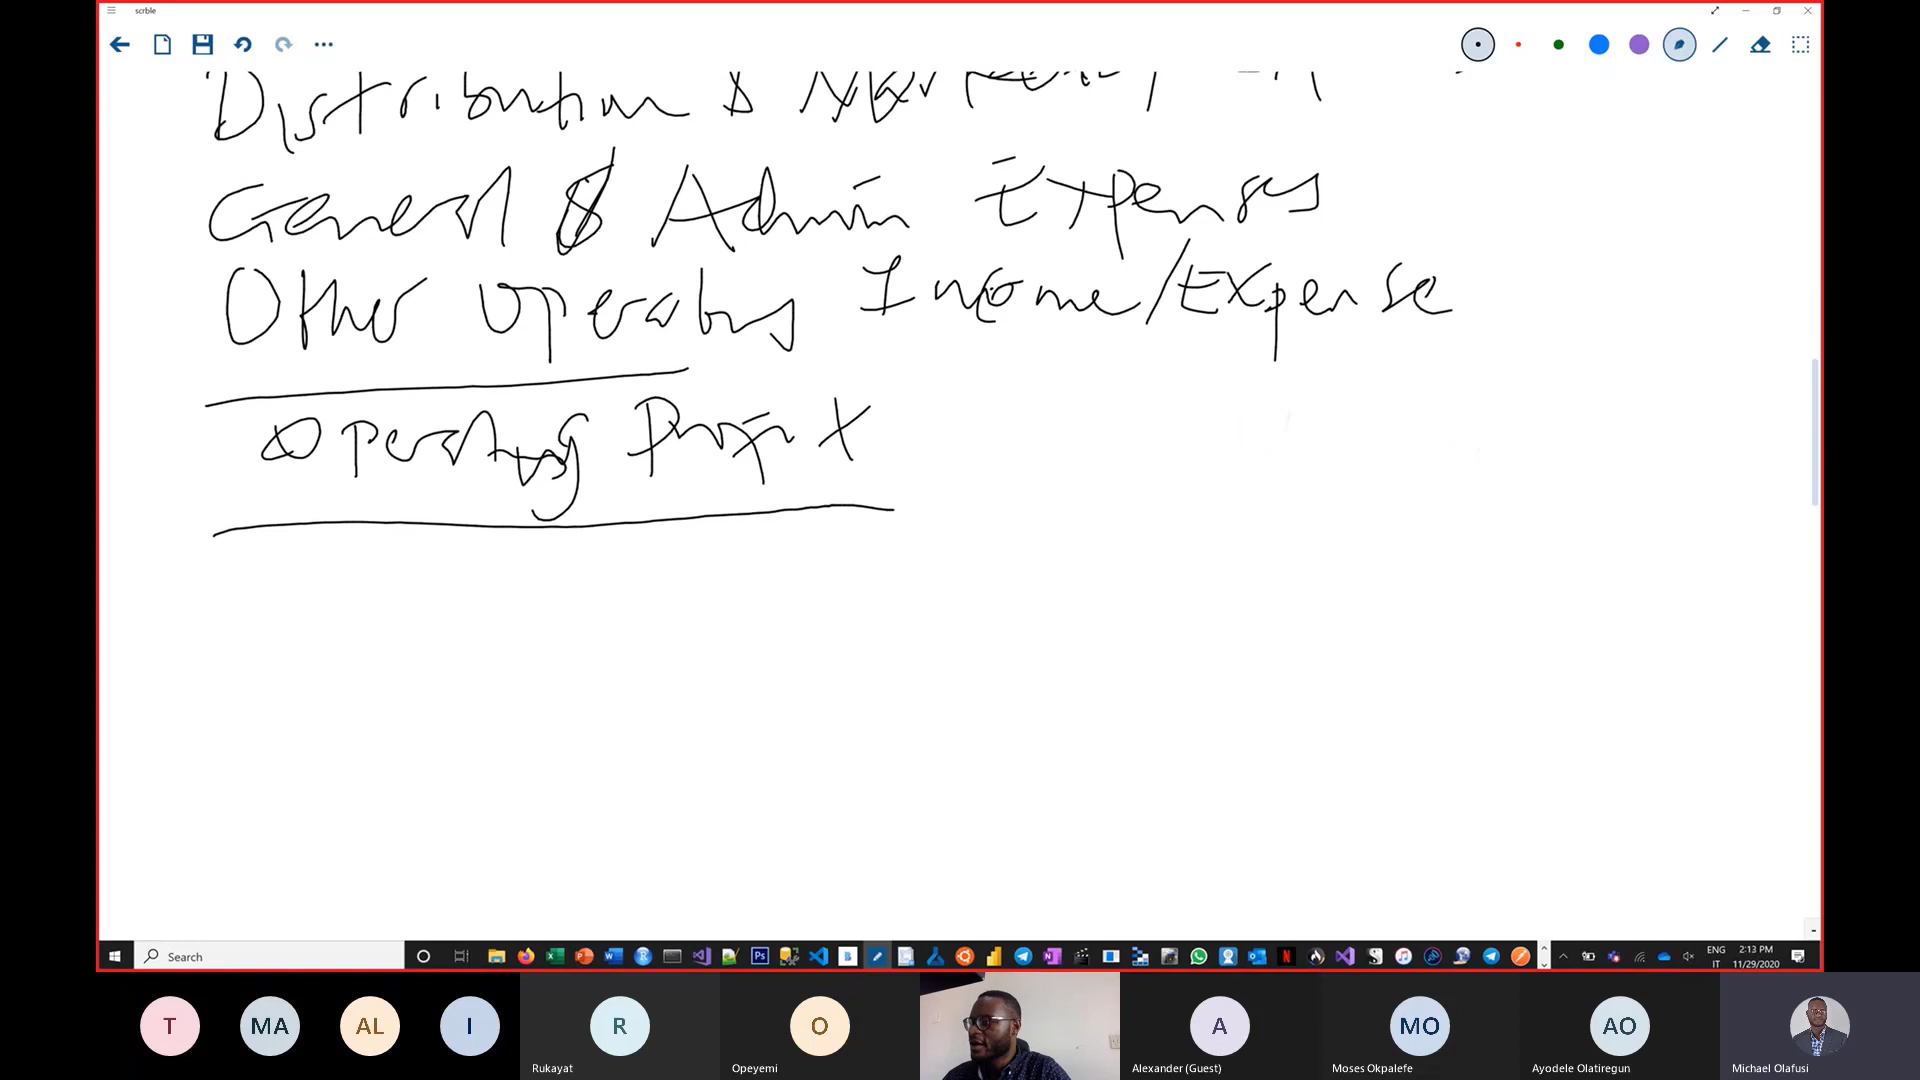 scrble
Distribution &
General & Admin Expenses
Other Operating Income/Expense
Operating Profit
Search
Ps
N
ENG
IT
2:13 PM
11/29/2020
T
MA
AL
I
R
O
A
MO
AO
Rukayat
Opeyemi
Alexander (Guest)
Moses Okpalefe
Ayodele Olatiregun
Michael Olafusi